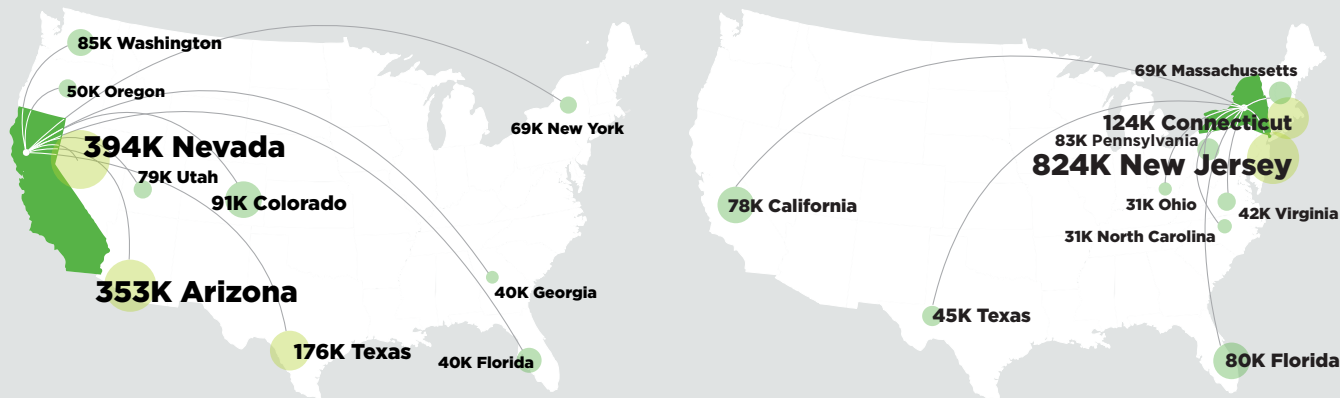 85K Washington
50K Oregon
394K Nevada
79K Utah
91K Colorado
353K Arizona
176K Texas
69K New York
40K Georgia
40K Florida
69K Massachussetts
124K Connecticut
83K Pennsylvania
824K New Jersey
78K California
31K Ohio
42K Virginia
31K North Carolina
45K Texas
80K Florida